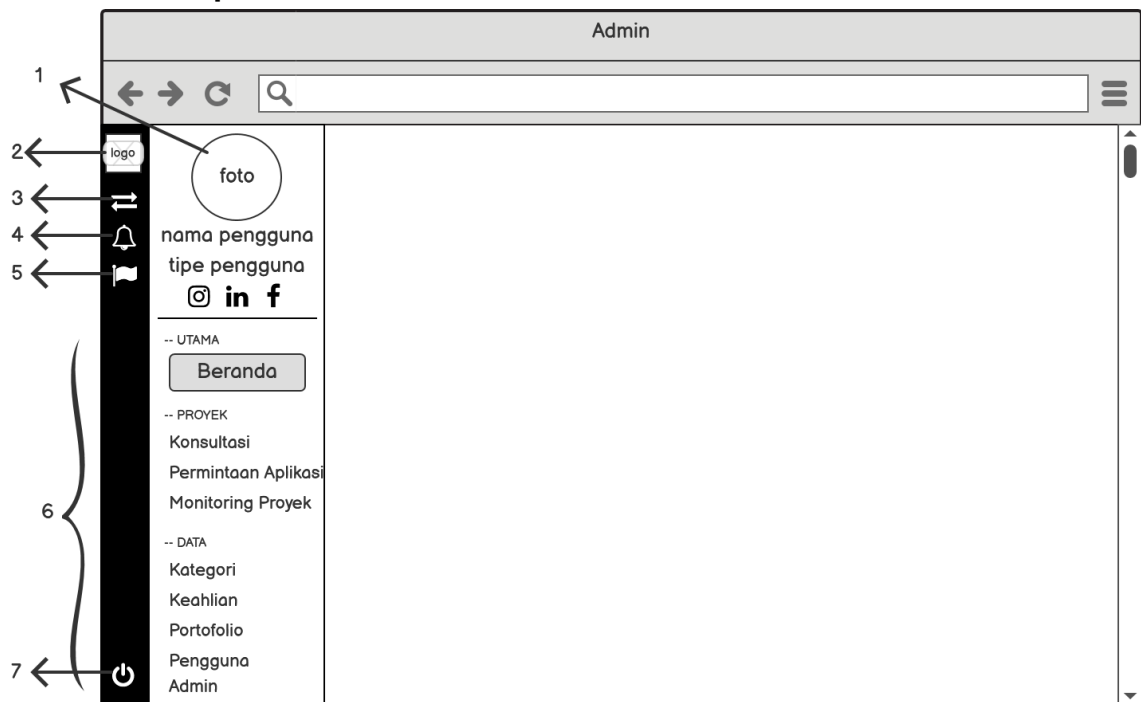 Admin
1
2
logo
foto
3
4
nama pengguna
5
tipe pengguna
in f
-- UTAMA
Beranda
-- PROYEK
Konsultasi
Permintaan Aplikasi
Monitoring Proyek
6
-- DATA
Kategori
Keahlian
Portofolio
Pengguna
7
Admin